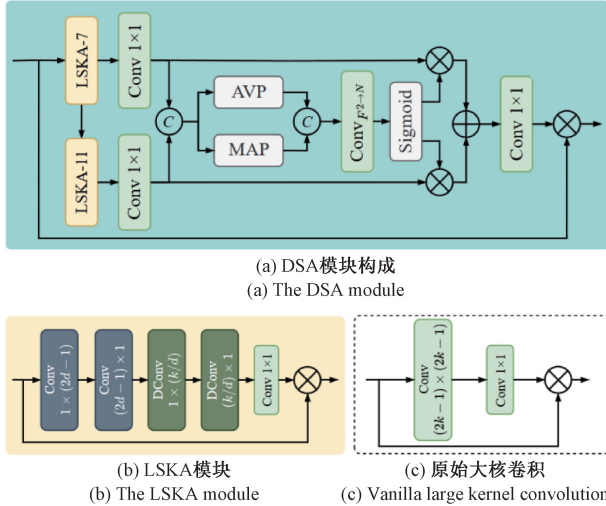 LSKA-7
Conv 1×1
LSKA-11
Conv 1×1
C
AVP
MAP
C
Conv F²→N
Sigmoid
Conv 1×1
(a) DSA模块构成
(a) The DSA module
Conv
1 × (2d − 1)
Conv
(2d − 1) × 1
DConv
1 × (k/d)
DConv
(k/d) × 1
Conv 1×1
(b) LSKA模块
(b) The LSKA module
Conv
(2k − 1) × (2k − 1)
Conv 1×1
(c) 原始大核卷积
(c) Vanilla large kernel convolution